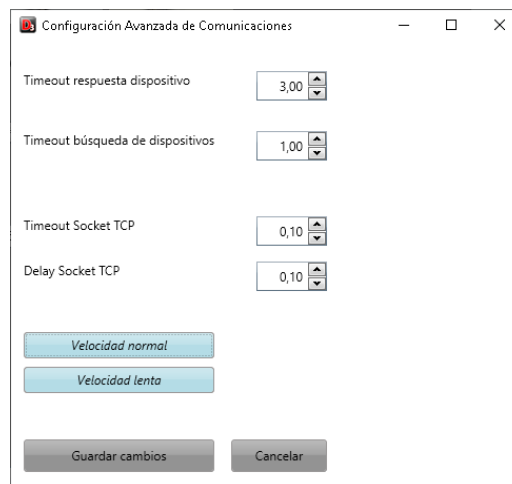 Configuración Avanzada de Comunicaciones
Timeout respuesta dispositivo
3,00
Timeout búsqueda de dispositivos
1,00
Timeout Socket TCP
0,10
Delay Socket TCP
0,10
Velocidad normal
Velocidad lenta
Guardar cambios
Cancelar